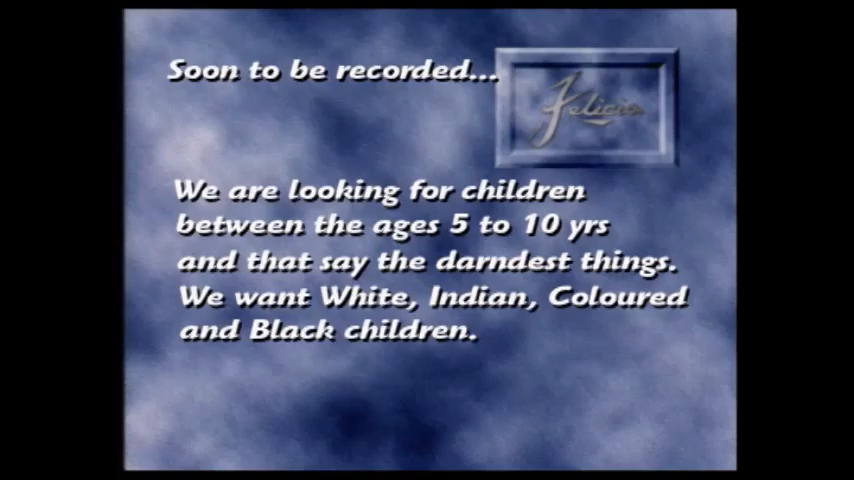 Soon to be recorded...
Felicia
We are looking for children
between the ages 5 to 10 yrs
and that say the darndest things.
We want White, Indian, Coloured
and Black children.